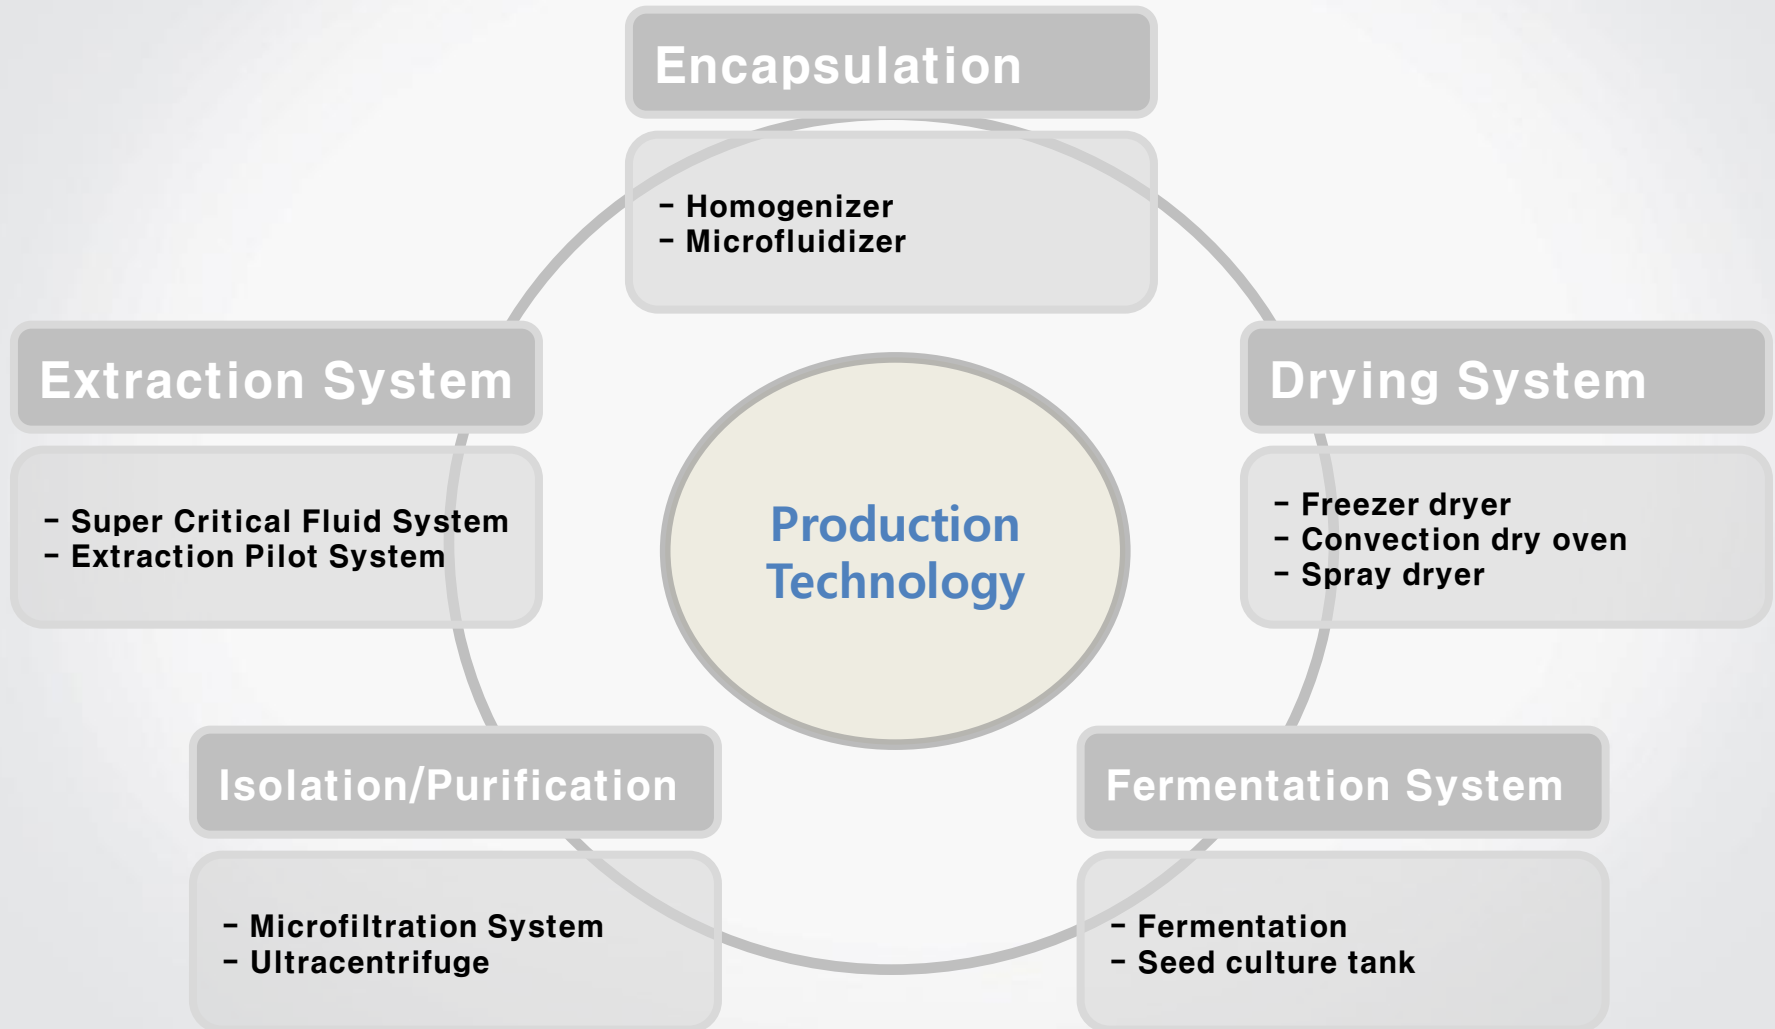 Encapsulation
- Homogenizer
- Microfluidizer
Extraction System
- Super Critical Fluid System
- Extraction Pilot System
Production
Technology
Drying System
- Freezer dryer
- Convection dry oven
- Spray dryer
Isolation/Purification
- Microfiltration System
- Ultracentrifuge
Fermentation System
- Fermentation
- Seed culture tank